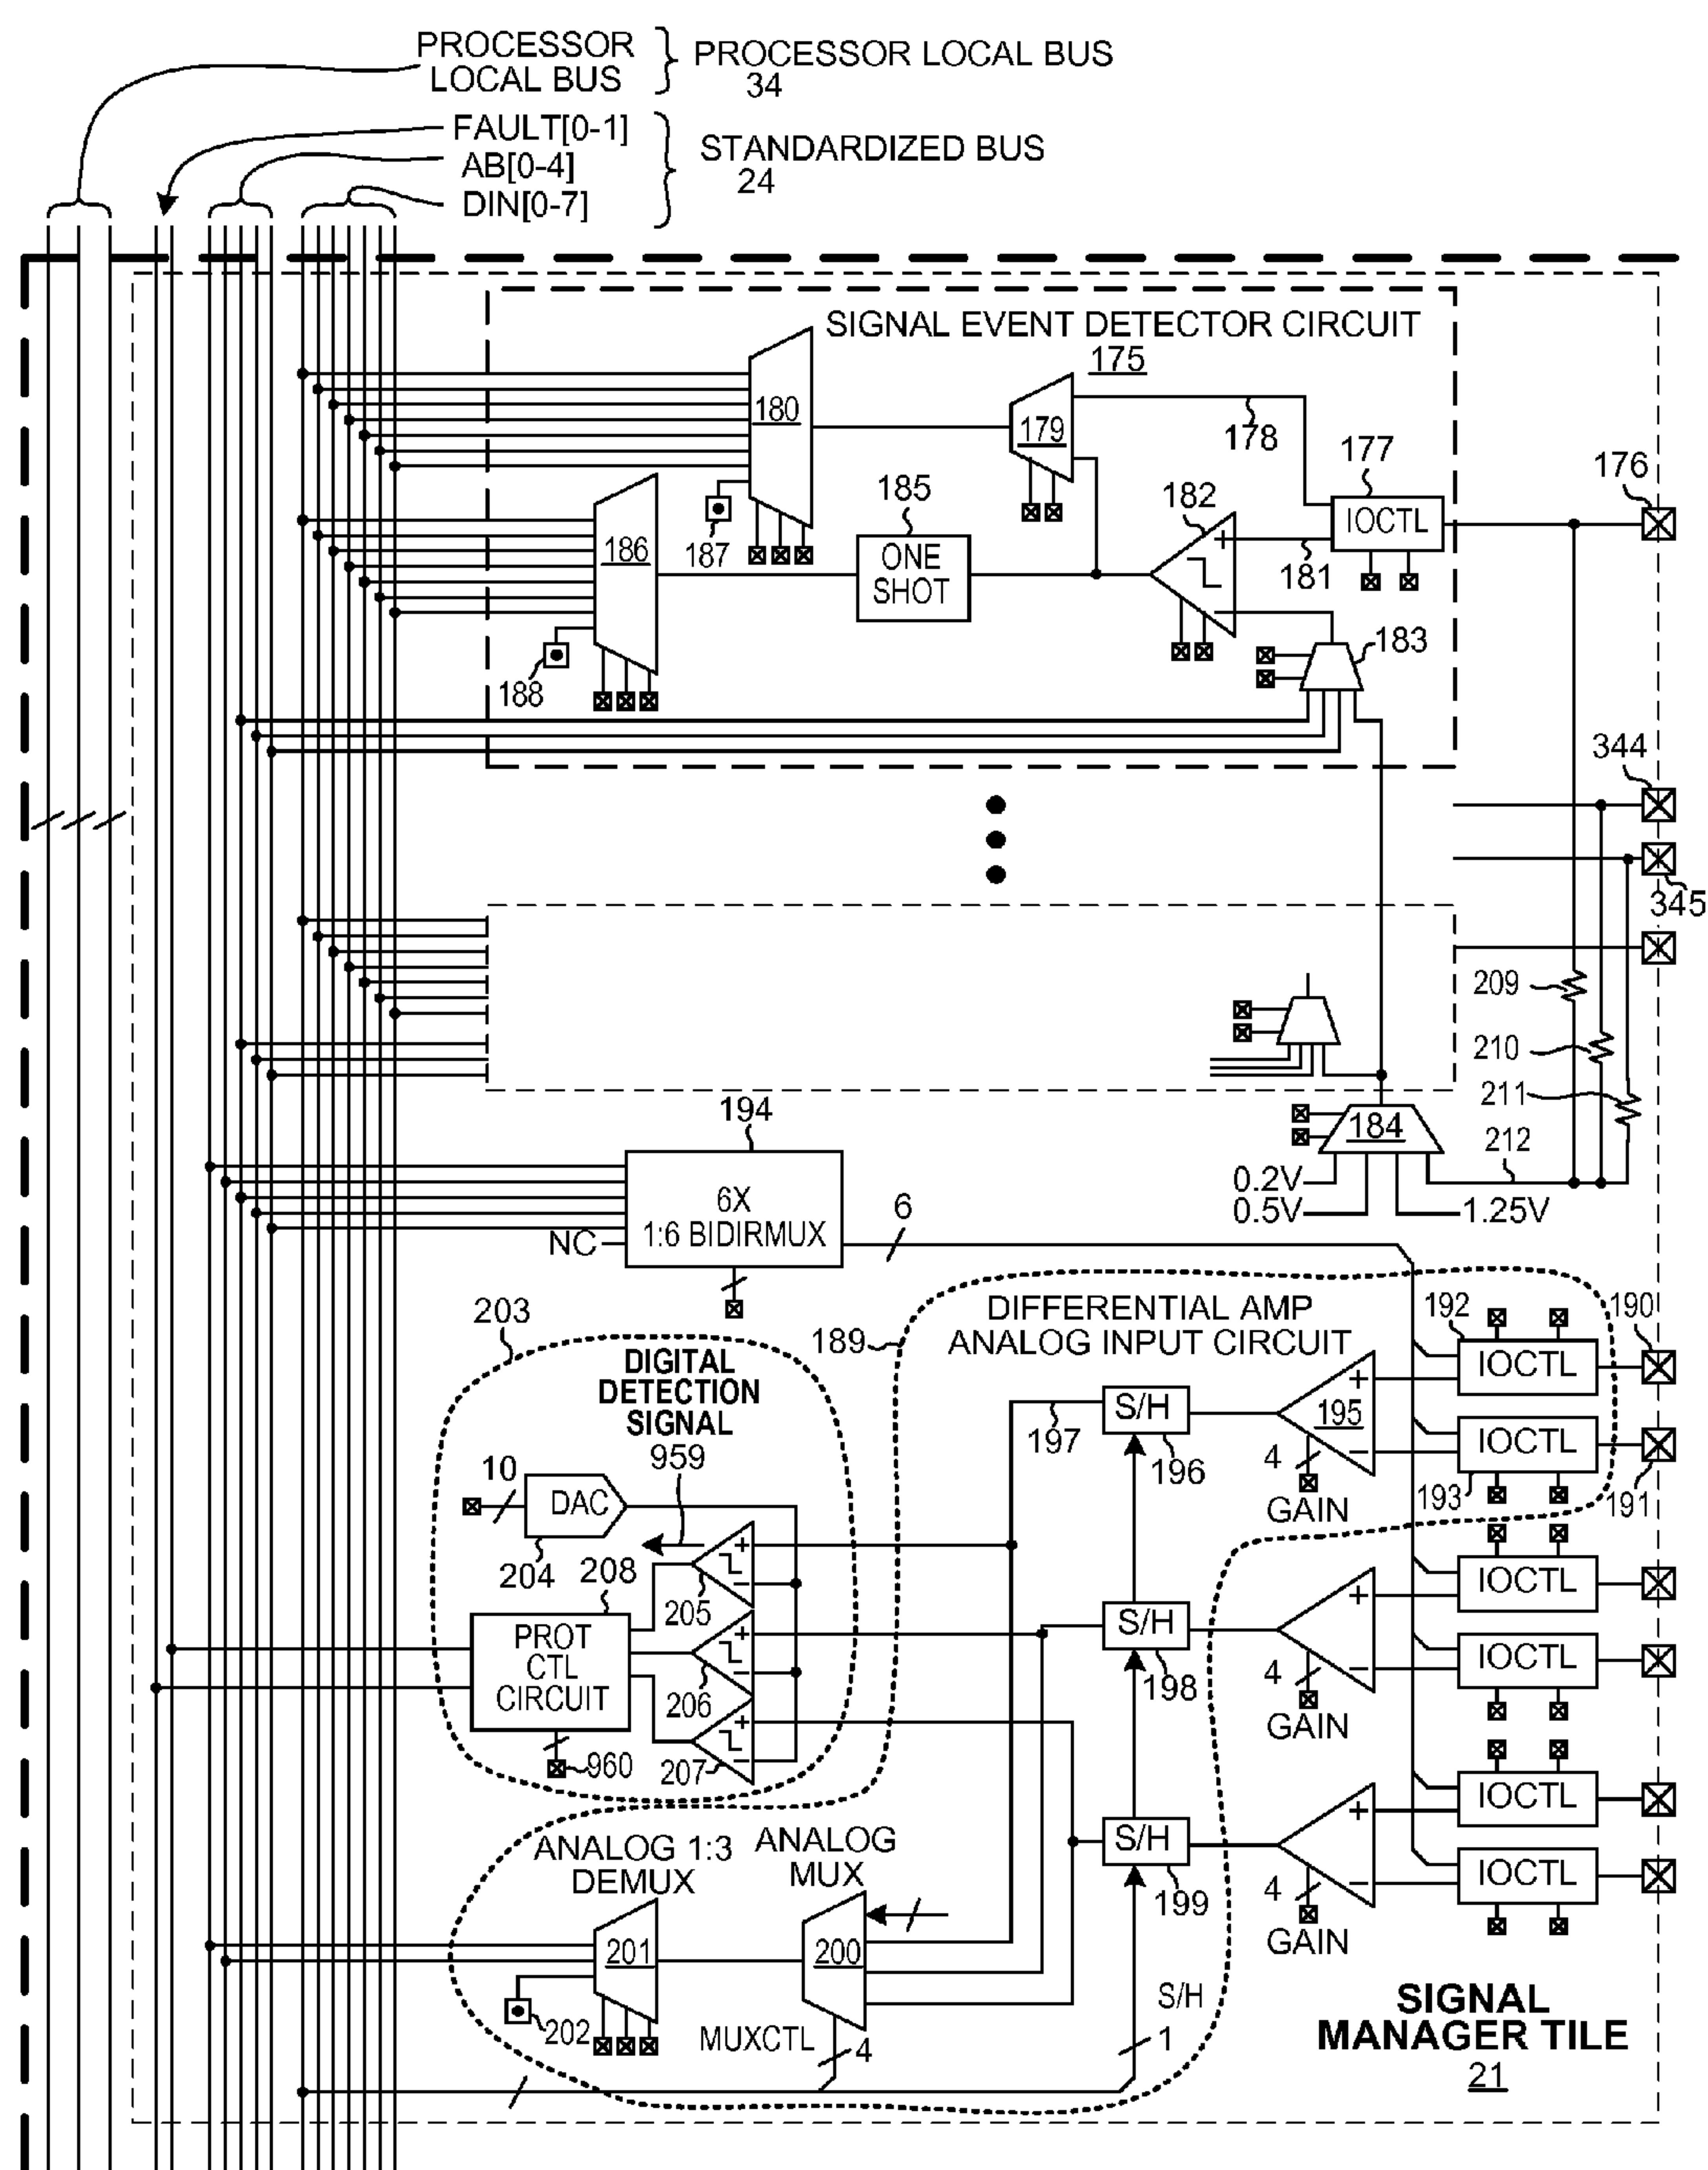 PROCESSOR
LOCAL BUS
PROCESSOR LOCAL BUS
34
FAULT[0-1]
AB[0-4]
DIN[0-7]
STANDARDIZED BUS
24
SIGNAL EVENT DETECTOR CIRCUIT
175
180
179
178
177
IOCTL
176
187
185
ONE
SHOT
182
+
181
186
−
183
188
344
345
209
210
211
194
6X
1:6 BIDIRMUX
NC
6
184
212
0.2V
0.5V
1.25V
203
189
DIFFERENTIAL AMP
ANALOG INPUT CIRCUIT
192
190
IOCTL
DIGITAL
DETECTION
SIGNAL
959
S/H
197
196
+
195
−
4
GAIN
IOCTL
193
191
10
DAC
204
208
+
−
205
PROT
CTL
CIRCUIT
+
−
206
+
−
207
960
S/H
198
+
−
4
GAIN
IOCTL
IOCTL
ANALOG 1:3
DEMUX
ANALOG
MUX
S/H
199
+
−
4
GAIN
IOCTL
IOCTL
201
200
202
MUXCTL
4
S/H
1
SIGNAL
MANAGER TILE
21